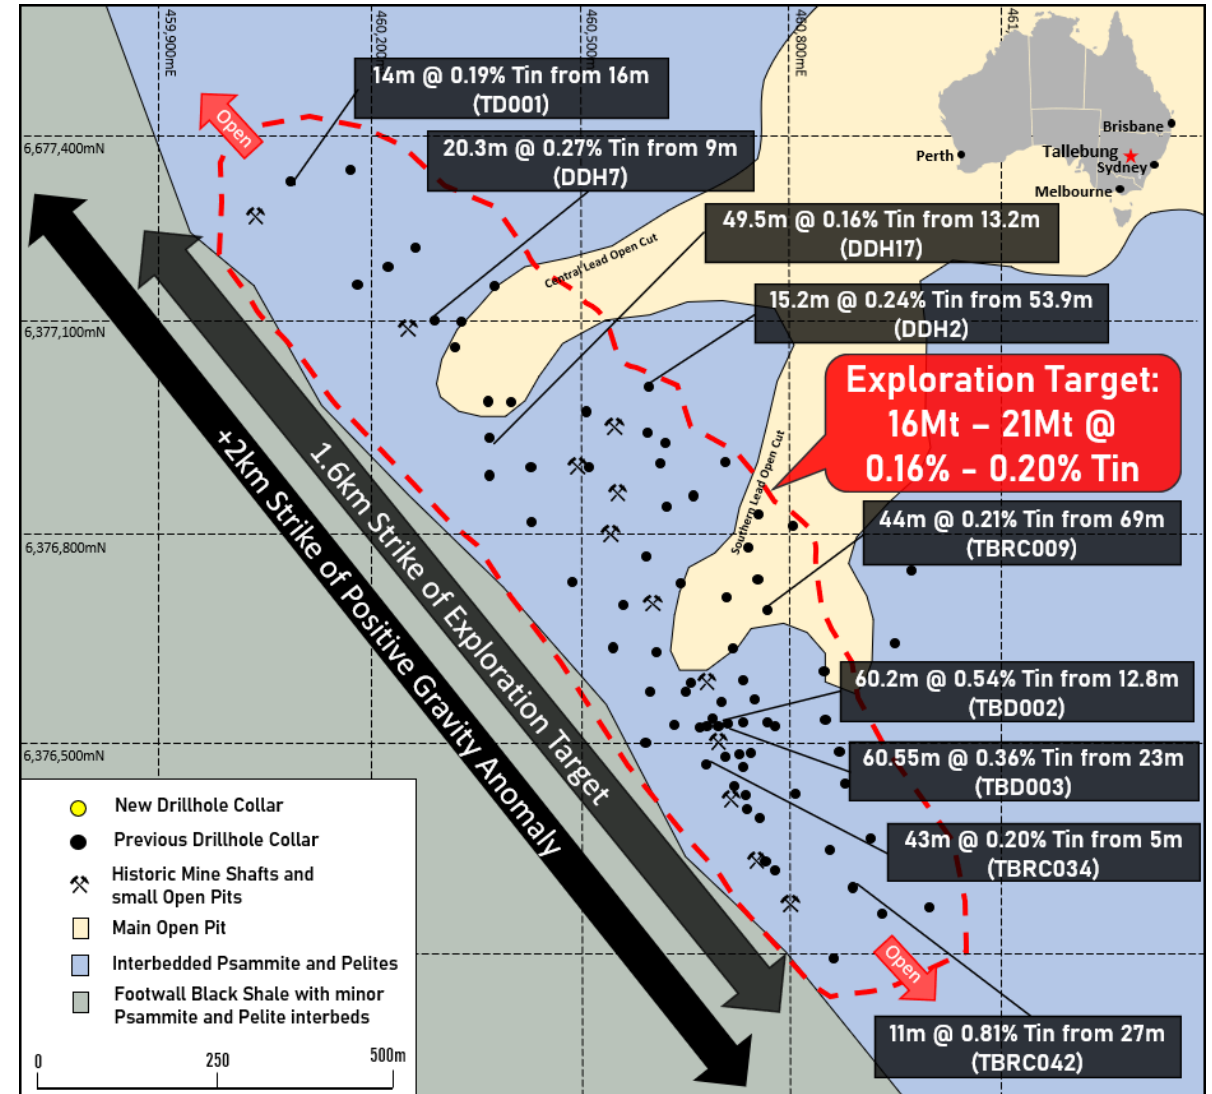 459,900mE
460,200mE
460,500mE
460,800mE
461,
14m @ 0.19% Tin from 16m
(TD001)
Open
Brisbane
6,677,400mN
20.3m @ 0.27% Tin from 9m
(DDH7)
Perth
Tallebung
Sydney
Melbourne
49.5m @ 0.16% Tin from 13.2m
(DDH17)
Central Lead Open Cut
15.2m @ 0.24% Tin from 53.9m
(DDH2)
6,377,100mN
Exploration Target:
16Mt – 21Mt @
0.16% - 0.20% Tin
Southern Lead Open Cut
44m @ 0.21% Tin from 69m
(TBRC009)
6,376,800mN
+2km Strike of Positive Gravity Anomaly
1.6km Strike of Exploration Target
60.2m @ 0.54% Tin from 12.8m
(TBD002)
6,376,500mN
60.55m @ 0.36% Tin from 23m
(TBD003)
43m @ 0.20% Tin from 5m
(TBRC034)
Open
11m @ 0.81% Tin from 27m
(TBRC042)
New Drillhole Collar
Previous Drillhole Collar
Historic Mine Shafts and
small Open Pits
Main Open Pit
Interbedded Psammite and Pelites
Footwall Black Shale with minor
Psammite and Pelite interbeds
0 250 500m